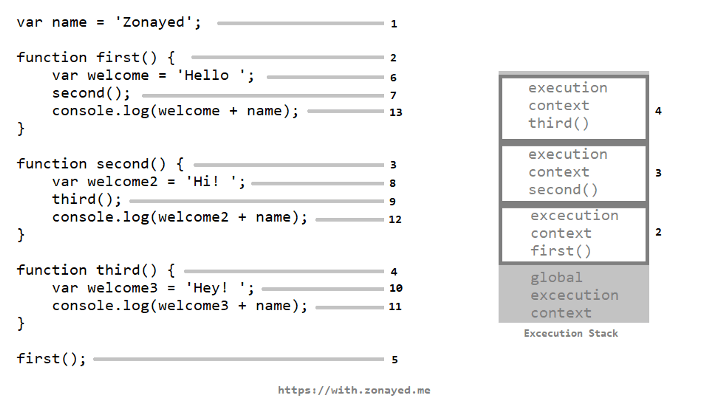 var name = 'Zonayed'; 1
function first() { 2
var welcome = 'Hello '; 6
second(); 7
console.log(welcome + name); 13
}
function second() { 3
var welcome2 = 'Hi! '; 8
third(); 9
console.log(welcome2 + name); 12
}
function third() { 4
var welcome3 = 'Hey! '; 10
console.log(welcome3 + name); 11
}
first(); 5
execution
context 4
third()
execution
context 3
second()
excecution
context 2
first()
global
excecution
context
Excecution Stack
https://with.zonayed.me